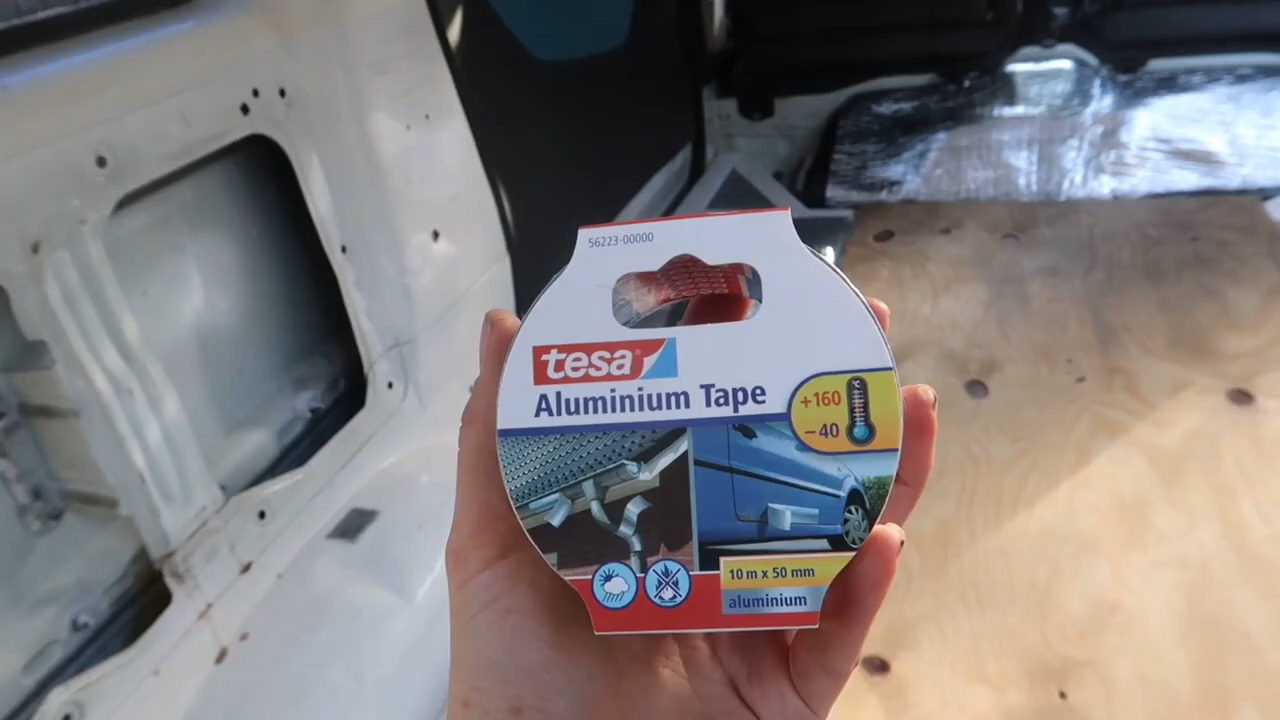 56223-00000
tesa®
Aluminium Tape
°C
+160
−40
10 m x 50 mm
aluminium